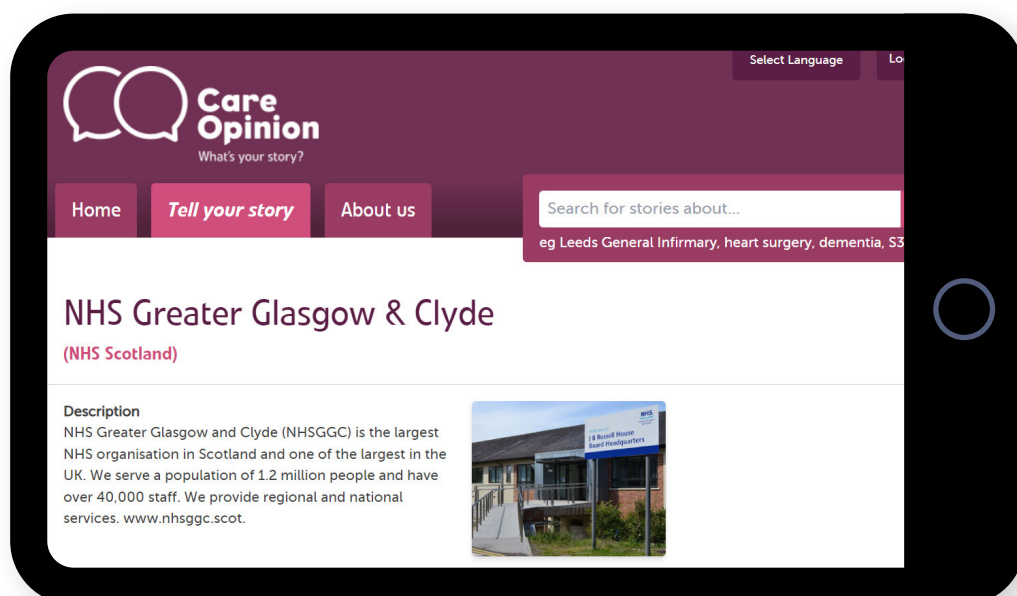 Select Language
Lo
Care
Opinion
What's your story?
Home
Tell your story
About us
Search for stories about...
eg Leeds General Infirmary, heart surgery, dementia, S3
NHS Greater Glasgow & Clyde
(NHS Scotland)
Description
NHS Greater Glasgow and Clyde (NHSGGC) is the largest
NHS organisation in Scotland and one of the largest in the
UK. We serve a population of 1.2 million people and have
over 40,000 staff. We provide regional and national
services. www.nhsggc.scot.
NHS
J B Russell House
Board Headquarters